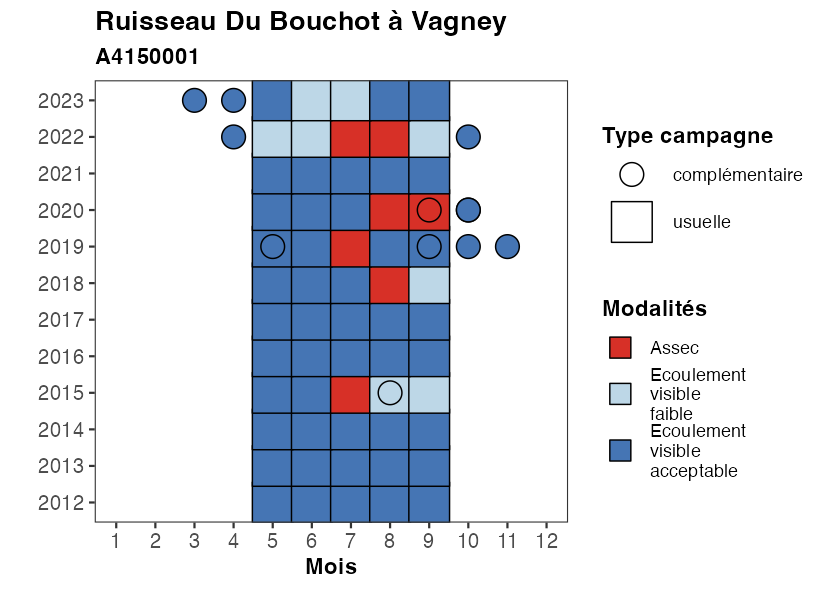 Ruisseau Du Bouchot à Vagney
A4150001
2023
2022
2021
2020
2019
2018
2017
2016
2015
2014
2013
2012
1 2 3 4 5 6 7 8 9 10 11 12
Mois
Type campagne
complémentaire
usuelle
Modalités
Assec
Ecoulement
visible
faible
Ecoulement
visible
acceptable